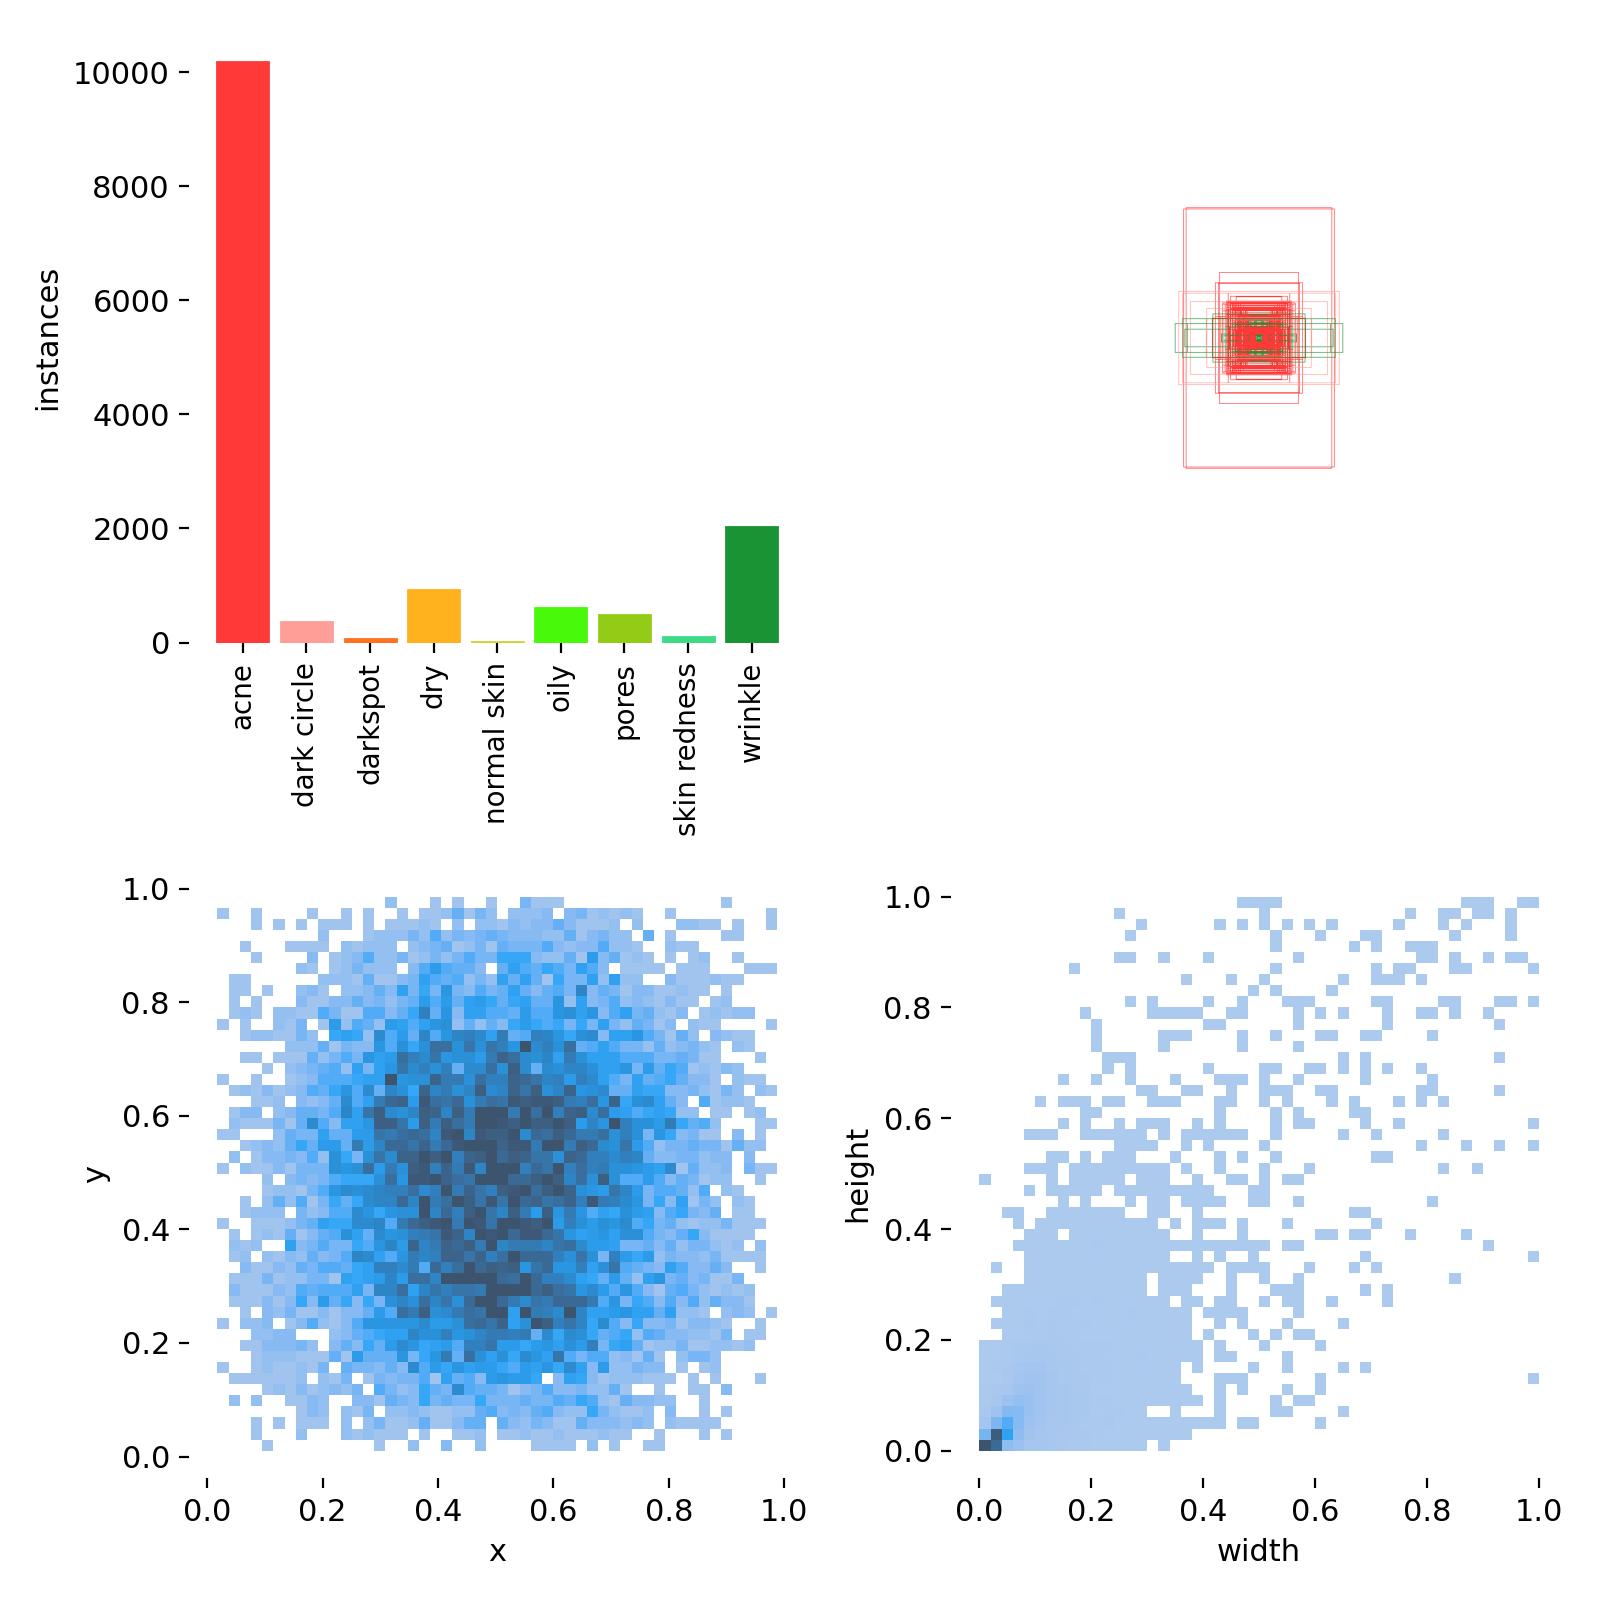 10000
8000
6000
4000
2000
0
instances
acne
dark circle
darkspot
dry
normal skin
oily
pores
skin redness
wrinkle
1.0
0.8
0.6
0.4
0.2
0.0
y
0.0 0.2 0.4 0.6 0.8 1.0
x
1.0
0.8
0.6
0.4
0.2
0.0
height
0.0 0.2 0.4 0.6 0.8 1.0
width